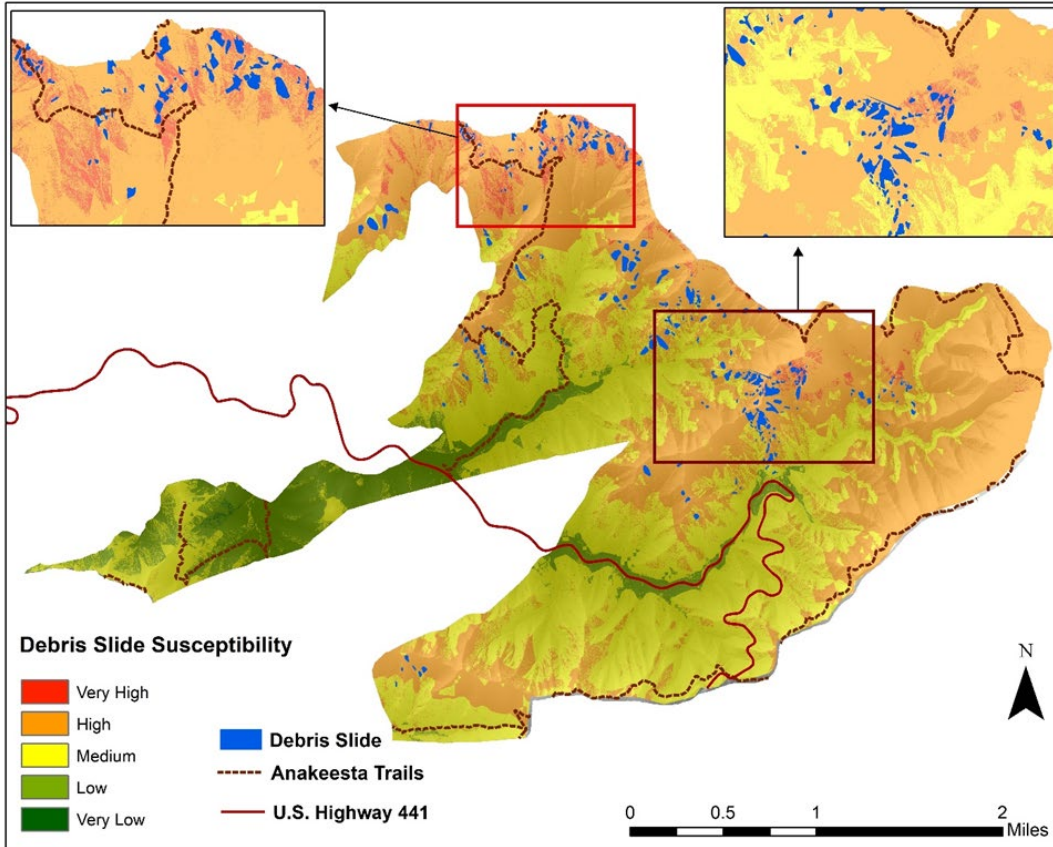 Debris Slide Susceptibility
Very High
High
Medium
Low
Very Low
Debris Slide
Anakeesta Trails
U.S. Highway 441
N
0 0.5 1 2
Miles